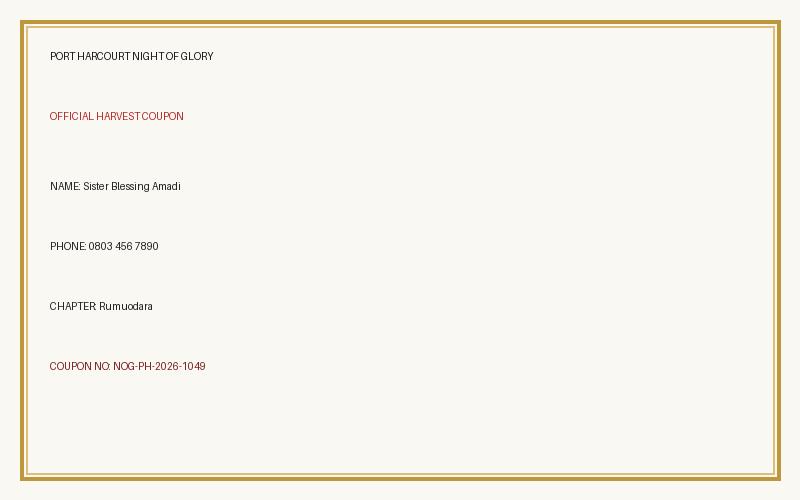 PORT HARCOURT NIGHT OF GLORY
OFFICIAL HARVEST COUPON
NAME: Sister Blessing Amadi
PHONE: 0803 456 7890
CHAPTER: Rumuodara
COUPON NO: NOG-PH-2026-1049